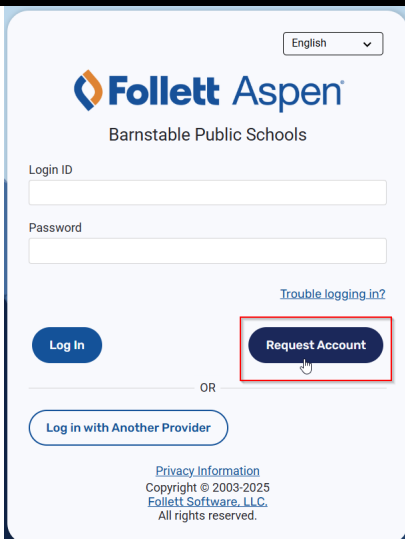 English
Follett Aspen®
Barnstable Public Schools
Login ID
Password
Trouble logging in?
Log In
Request Account
OR
Log in with Another Provider
Privacy Information
Copyright © 2003-2025
Follett Software, LLC.
All rights reserved.